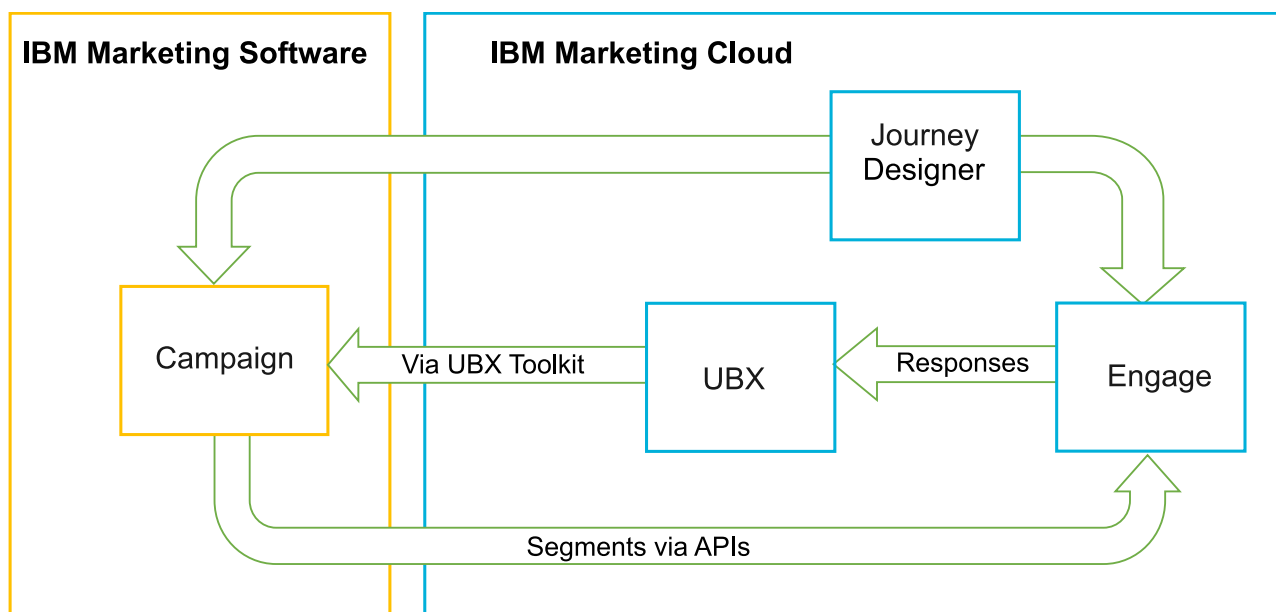 IBM Marketing Software
IBM Marketing Cloud
Journey
Designer
Campaign
Via UBX Toolkit
UBX
Responses
Engage
Segments via APIs